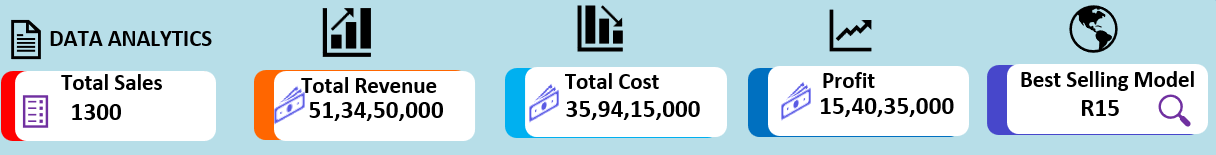 DATA ANALYTICS
Total Sales
1300
Total Revenue
51,34,50,000
Total Cost
35,94,15,000
Profit
15,40,35,000
Best Selling Model
R15